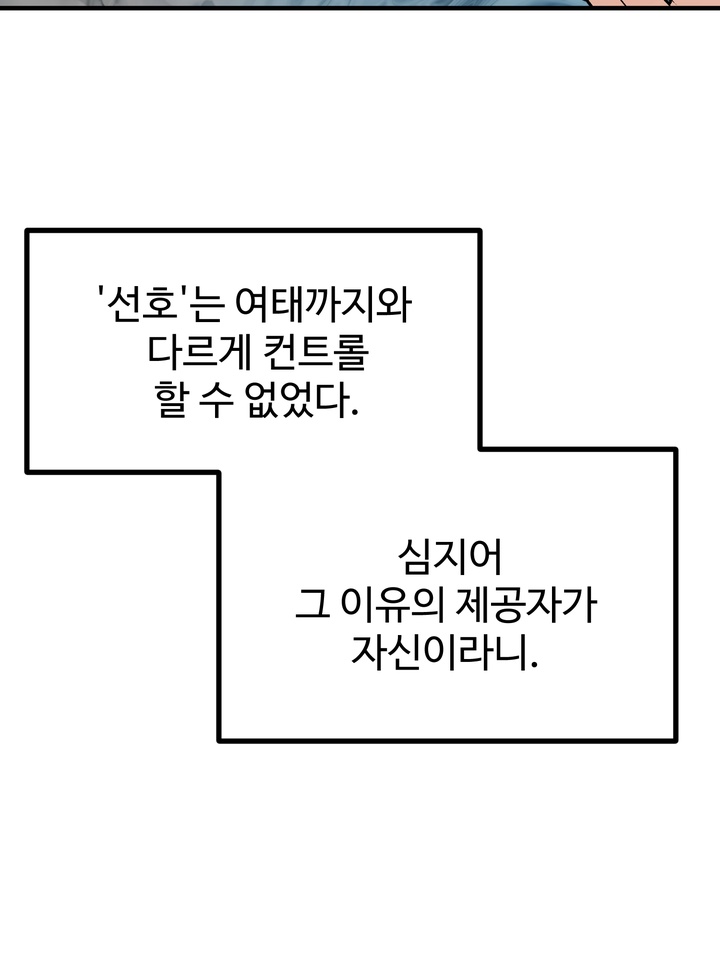 '선호'는 여태까지와
다르게 컨트롤
할 수 없었다.
심지어
그 이유의 제공자가
자신이라니.